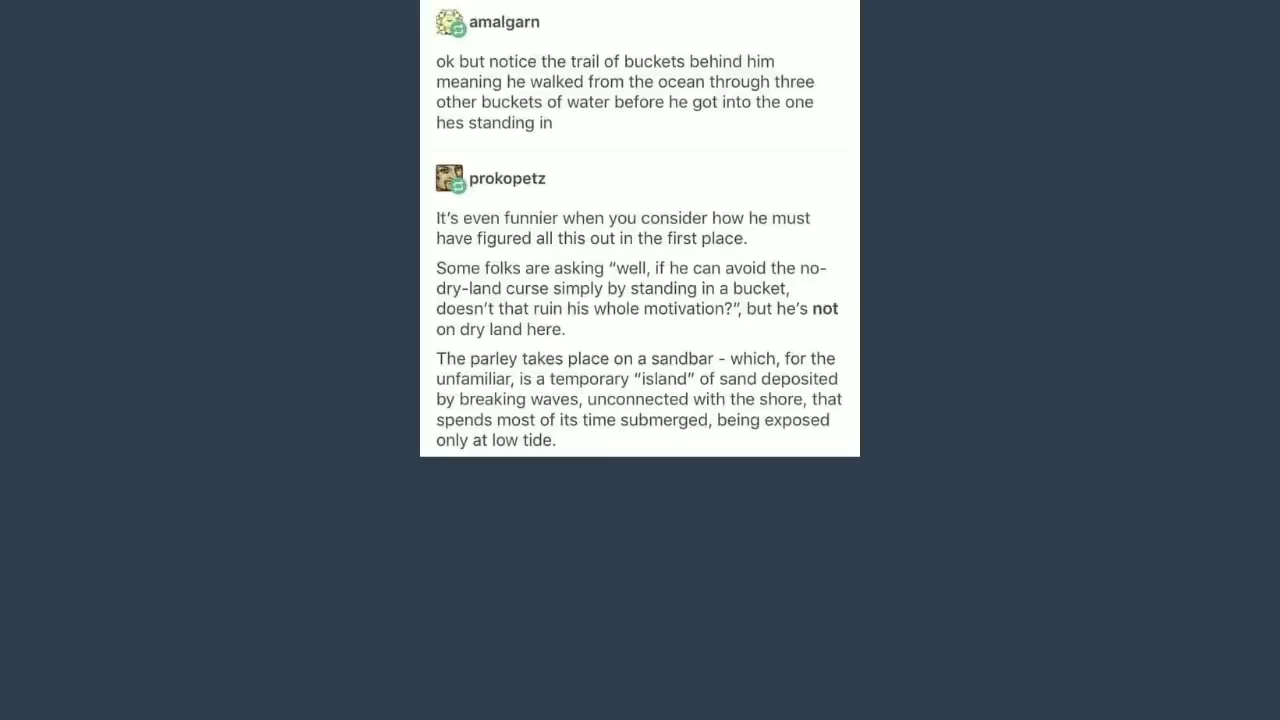 amalgarn
ok but notice the trail of buckets behind him
meaning he walked from the ocean through three
other buckets of water before he got into the one
hes standing in
prokopetz
It’s even funnier when you consider how he must
have figured all this out in the first place.
Some folks are asking “well, if he can avoid the no-
dry-land curse simply by standing in a bucket,
doesn’t that ruin his whole motivation?”, but he’s not
on dry land here.
The parley takes place on a sandbar - which, for the
unfamiliar, is a temporary “island” of sand deposited
by breaking waves, unconnected with the shore, that
spends most of its time submerged, being exposed
only at low tide.